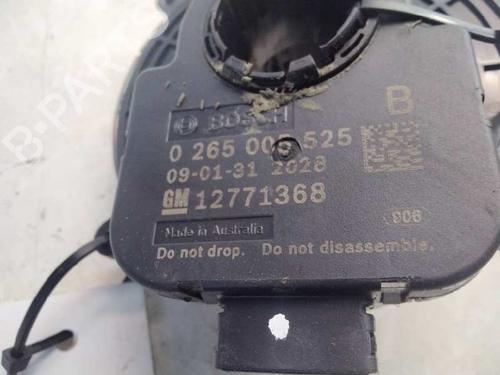 BOSCH
B
0 265 005 525
09-01-31 2028
GM 12771368
Made in Australia
906
Do not drop. Do not disassemble.
B-PARTS